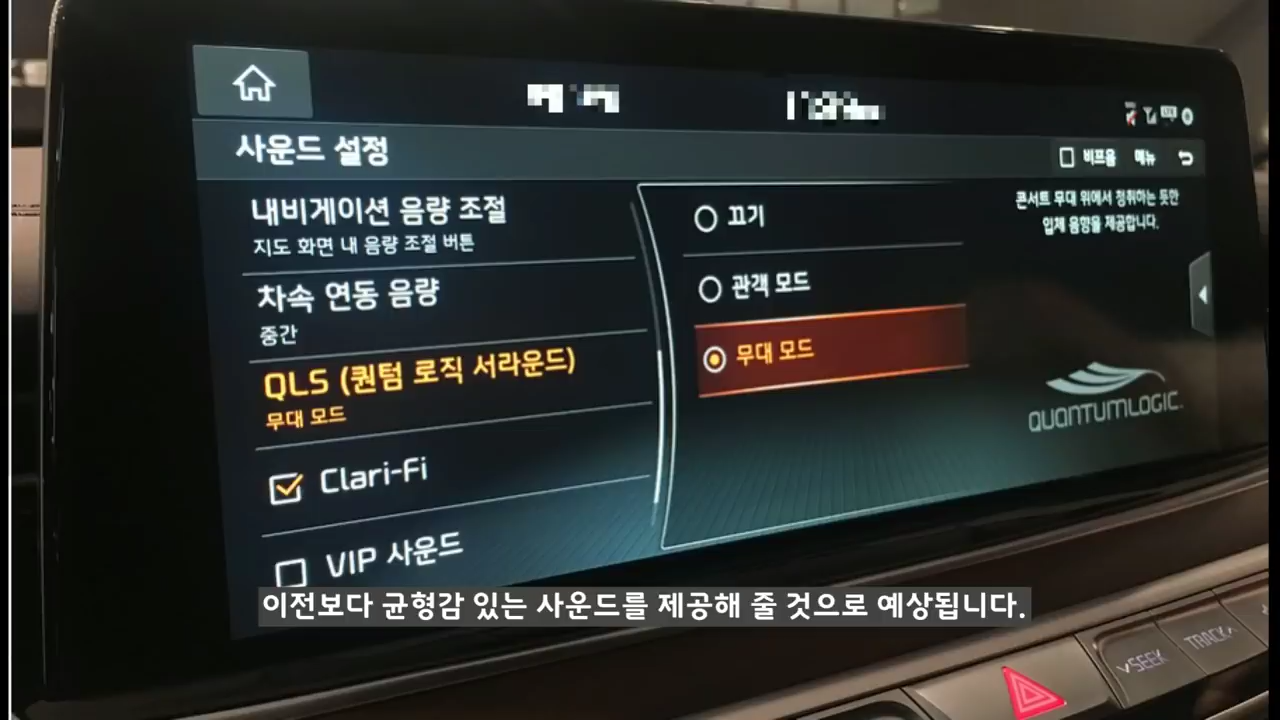 사운드 설정
비프음 메뉴
내비게이션 음량 조절
지도 화면 내 음량 조절 버튼
차속 연동 음량
중간
QLS (퀀텀 로직 서라운드)
무대 모드
Clari-Fi
VIP 사운드
끄기
관객 모드
무대 모드
콘서트 무대 위에서 청취하는 듯한
입체 음향을 제공합니다.
QUANTUMLOGIC.
이전보다 균형감 있는 사운드를 제공해 줄 것으로 예상됩니다.
SEEK
TRACK